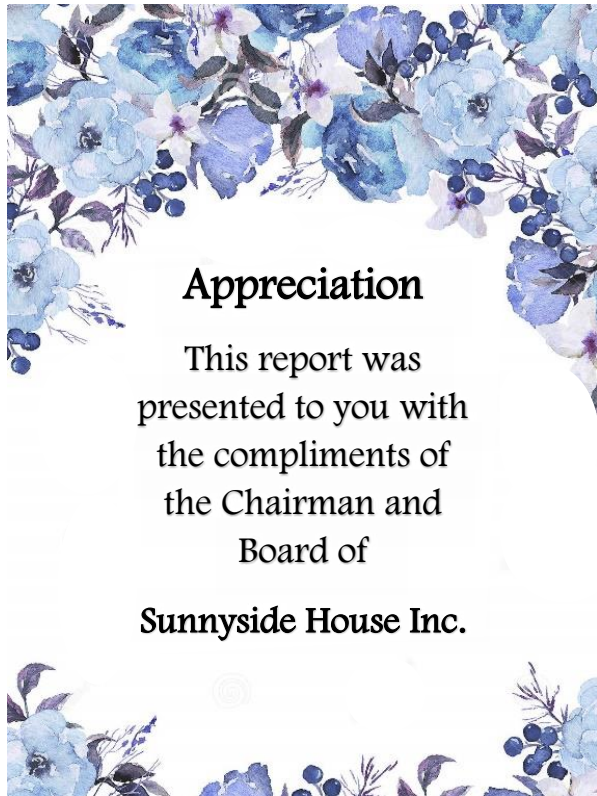 Appreciation
This report was
presented to you with
the compliments of
the Chairman and
Board of
Sunnyside House Inc.